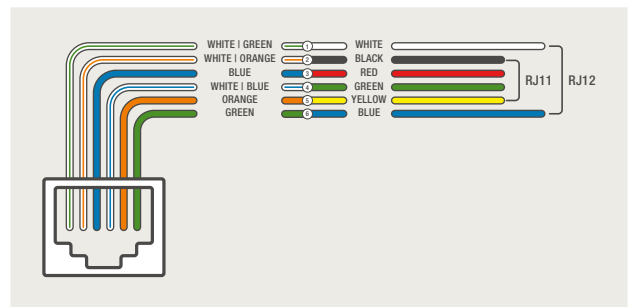 WHITE | GREEN 1 WHITE
WHITE | ORANGE 2 BLACK
BLUE 3 RED
WHITE | BLUE 4 GREEN
ORANGE 5 YELLOW
GREEN 6 BLUE
RJ11 RJ12